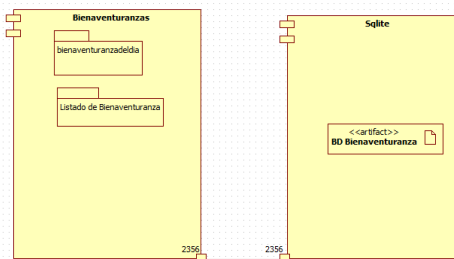 Bienaventuranzas
bienaventuranzadeldia
Listado de Bienaventuranza
2356
Sqlite
<<artifact>>
BD Bienaventuranza
2356